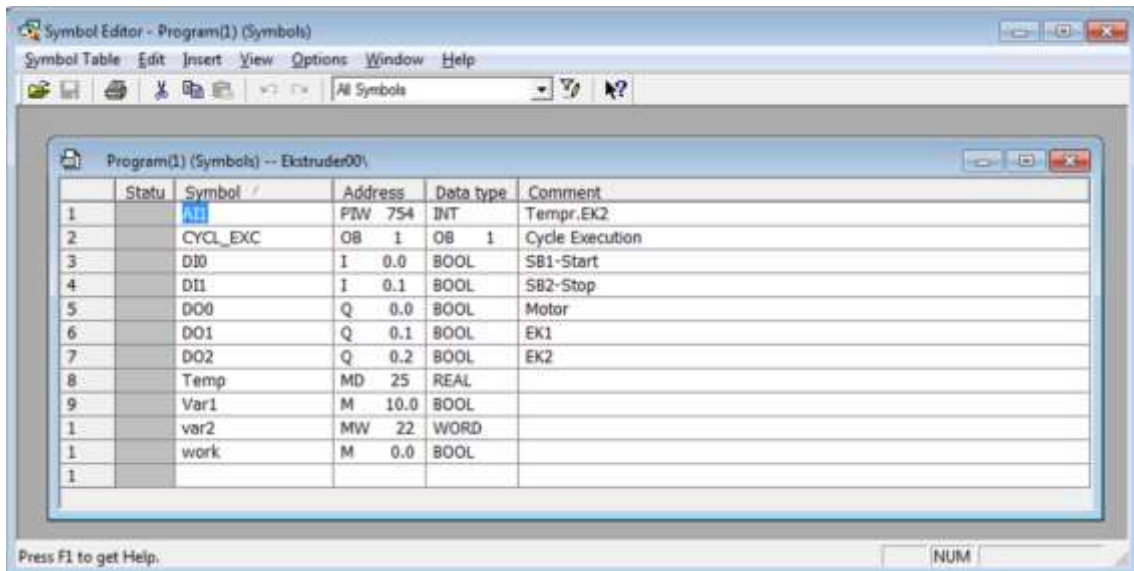 Symbol Editor - Program(1) (Symbols)
Symbol Table Edit Insert View Options Window Help
All Symbols
Program(1) (Symbols) -- Ekstruder00\
Statu Symbol / Address Data type Comment
1 AI1 PIW 754 INT Tempr.EK2
2 CYCL_EXC OB 1 OB 1 Cycle Execution
3 DI0 I 0.0 BOOL SB1-Start
4 DI1 I 0.1 BOOL SB2-Stop
5 DO0 Q 0.0 BOOL Motor
6 DO1 Q 0.1 BOOL EK1
7 DO2 Q 0.2 BOOL EK2
8 Temp MD 25 REAL
9 Var1 M 10.0 BOOL
1 var2 MW 22 WORD
1 work M 0.0 BOOL
1
Press F1 to get Help. NUM